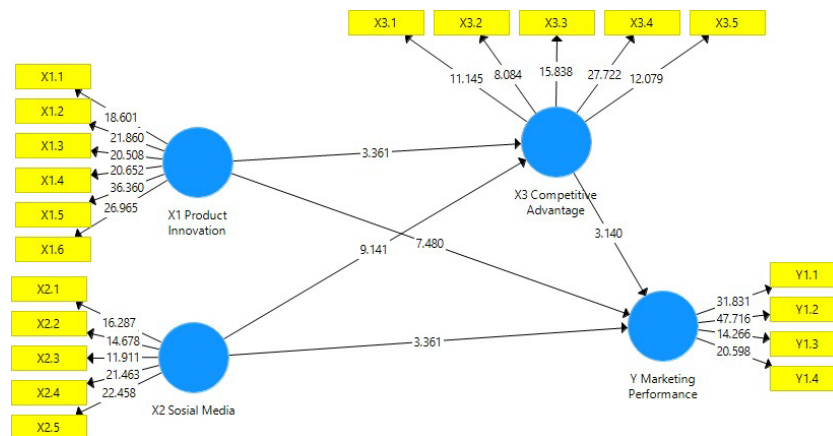 X3.1
X3.2
X3.3
X3.4
X3.5
11.145
8.084
15.838
27.722
12.079
X1.1
X1.2
X1.3
X1.4
X1.5
X1.6
18.601
21.860
20.508
20.652
36.360
26.965
X1 Product
Innovation
3.361
X3 Competitive
Advantage
9.141
7.480
3.140
X2.1
X2.2
X2.3
X2.4
X2.5
16.287
14.678
11.911
21.463
22.458
X2 Sosial Media
3.361
Y Marketing
Performance
31.831
47.716
14.266
20.598
Y1.1
Y1.2
Y1.3
Y1.4